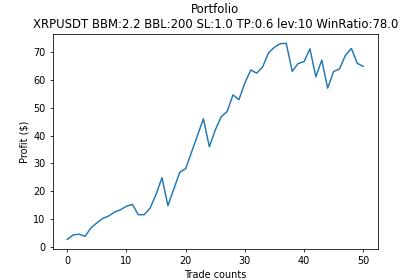 Portfolio
XRPUSDT BBM:2.2 BBL:200 SL:1.0 TP:0.6 lev:10 WinRatio:78.0
70
60
50
40
30
20
10
0
Profit ($)
0 10 20 30 40 50
Trade counts